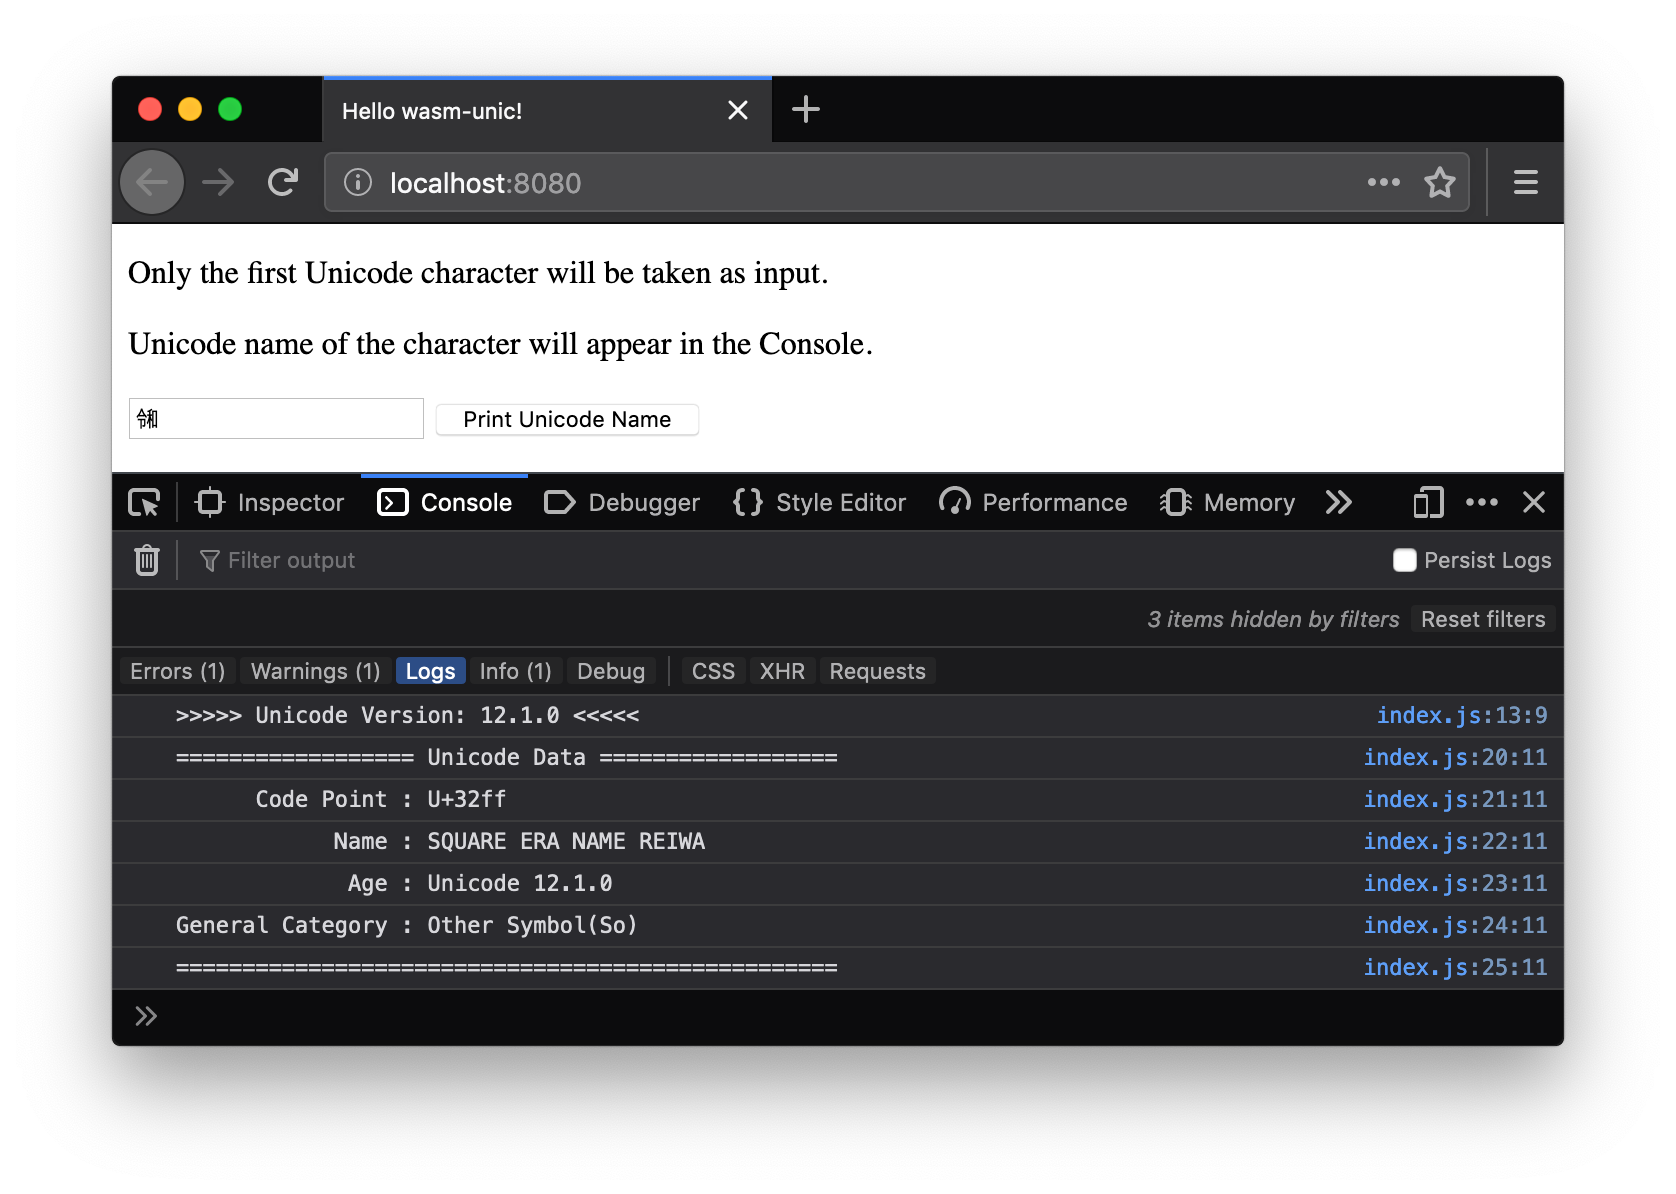 Hello wasm-unic!
localhost:8080
Only the first Unicode character will be taken as input.
Unicode name of the character will appear in the Console.
㋿ Print Unicode Name
Inspector Console Debugger Style Editor Performance Memory
Filter output Persist Logs
3 items hidden by filters Reset filters
Errors (1) Warnings (1) Logs Info (1) Debug CSS XHR Requests
>>>>> Unicode Version: 12.1.0 <<<<< index.js:13:9
================== Unicode Data ================== index.js:20:11
Code Point : U+32ff index.js:21:11
Name : SQUARE ERA NAME REIWA index.js:22:11
Age : Unicode 12.1.0 index.js:23:11
General Category : Other Symbol(So) index.js:24:11
================================================== index.js:25:11